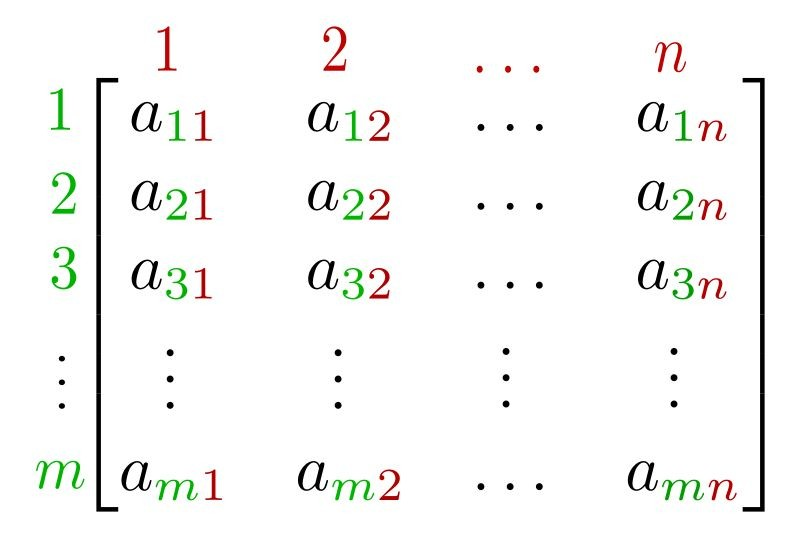 1 2 … n
1 a₁₁ a₁₂ … a₁ₙ
2 a₂₁ a₂₂ … a₂ₙ
3 a₃₁ a₃₂ … a₃ₙ
⋮ ⋮ ⋮ ⋮ ⋮
m aₘ₁ aₘ₂ … aₘₙ